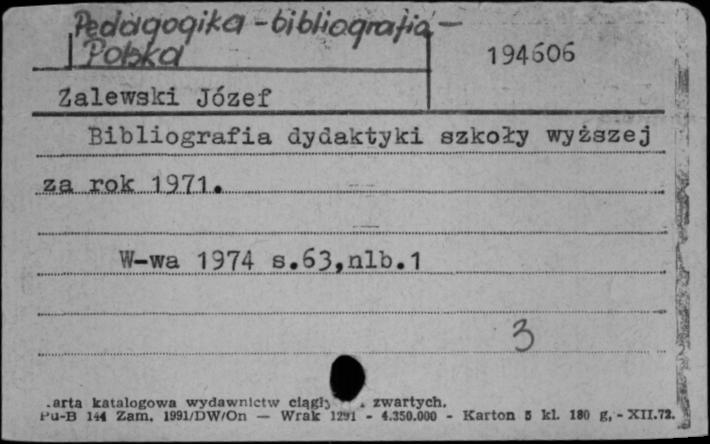 Pedagogika - bibliografia -
Polska
194606
Zalewski Józef
Bibliografia dydaktyki szkoły wyższej
za rok 1971.
W-wa 1974 s.63,nlb.1
3
.arta katalogowa wydawnictw ciągły . zwartych.
Pu-B 144 Zam. 1991/DW/On — Wrak 1291 - 4.350.000 - Karton 5 kl. 180 g, - XII.72.